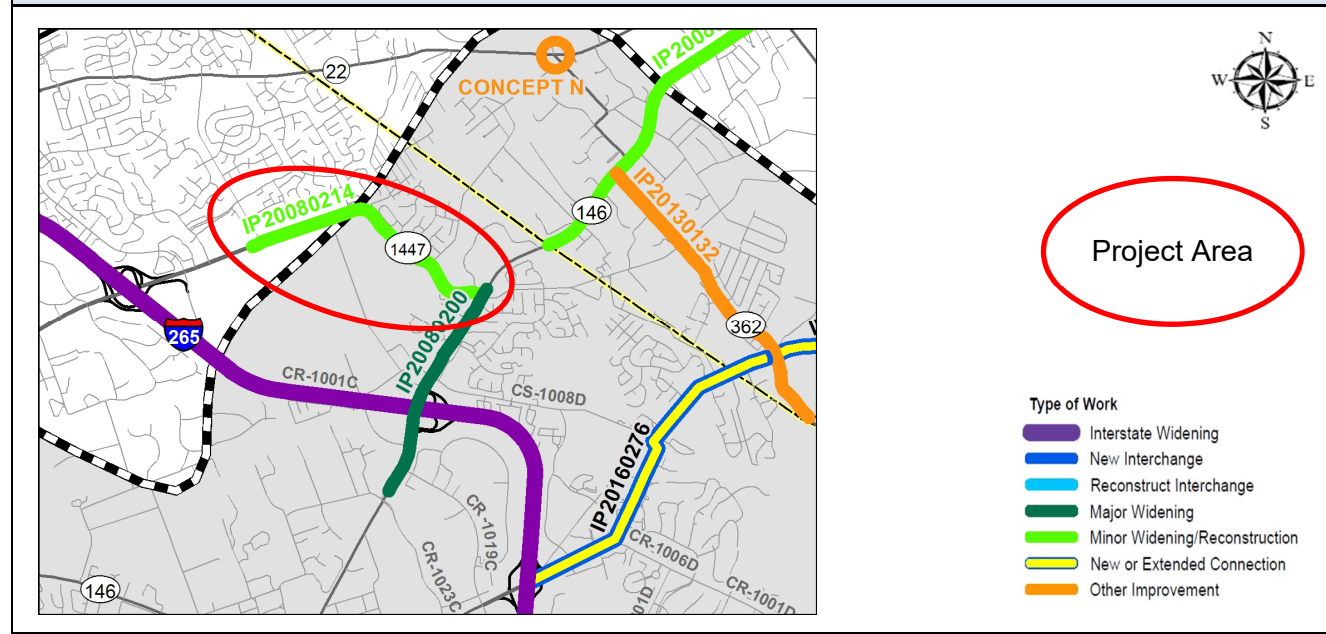 22
CONCEPT N
IP2008
IP20080214
1447
146
IP20130132
265
IP20080200
362
CR-1001C
CS-1008D
IP20160276
CR-1019C
CR-1023C
CR-1006D
CR-1001D
01D
146
N
W
E
S
Project Area
Type of Work
Interstate Widening
New Interchange
Reconstruct Interchange
Major Widening
Minor Widening/Reconstruction
New or Extended Connection
Other Improvement